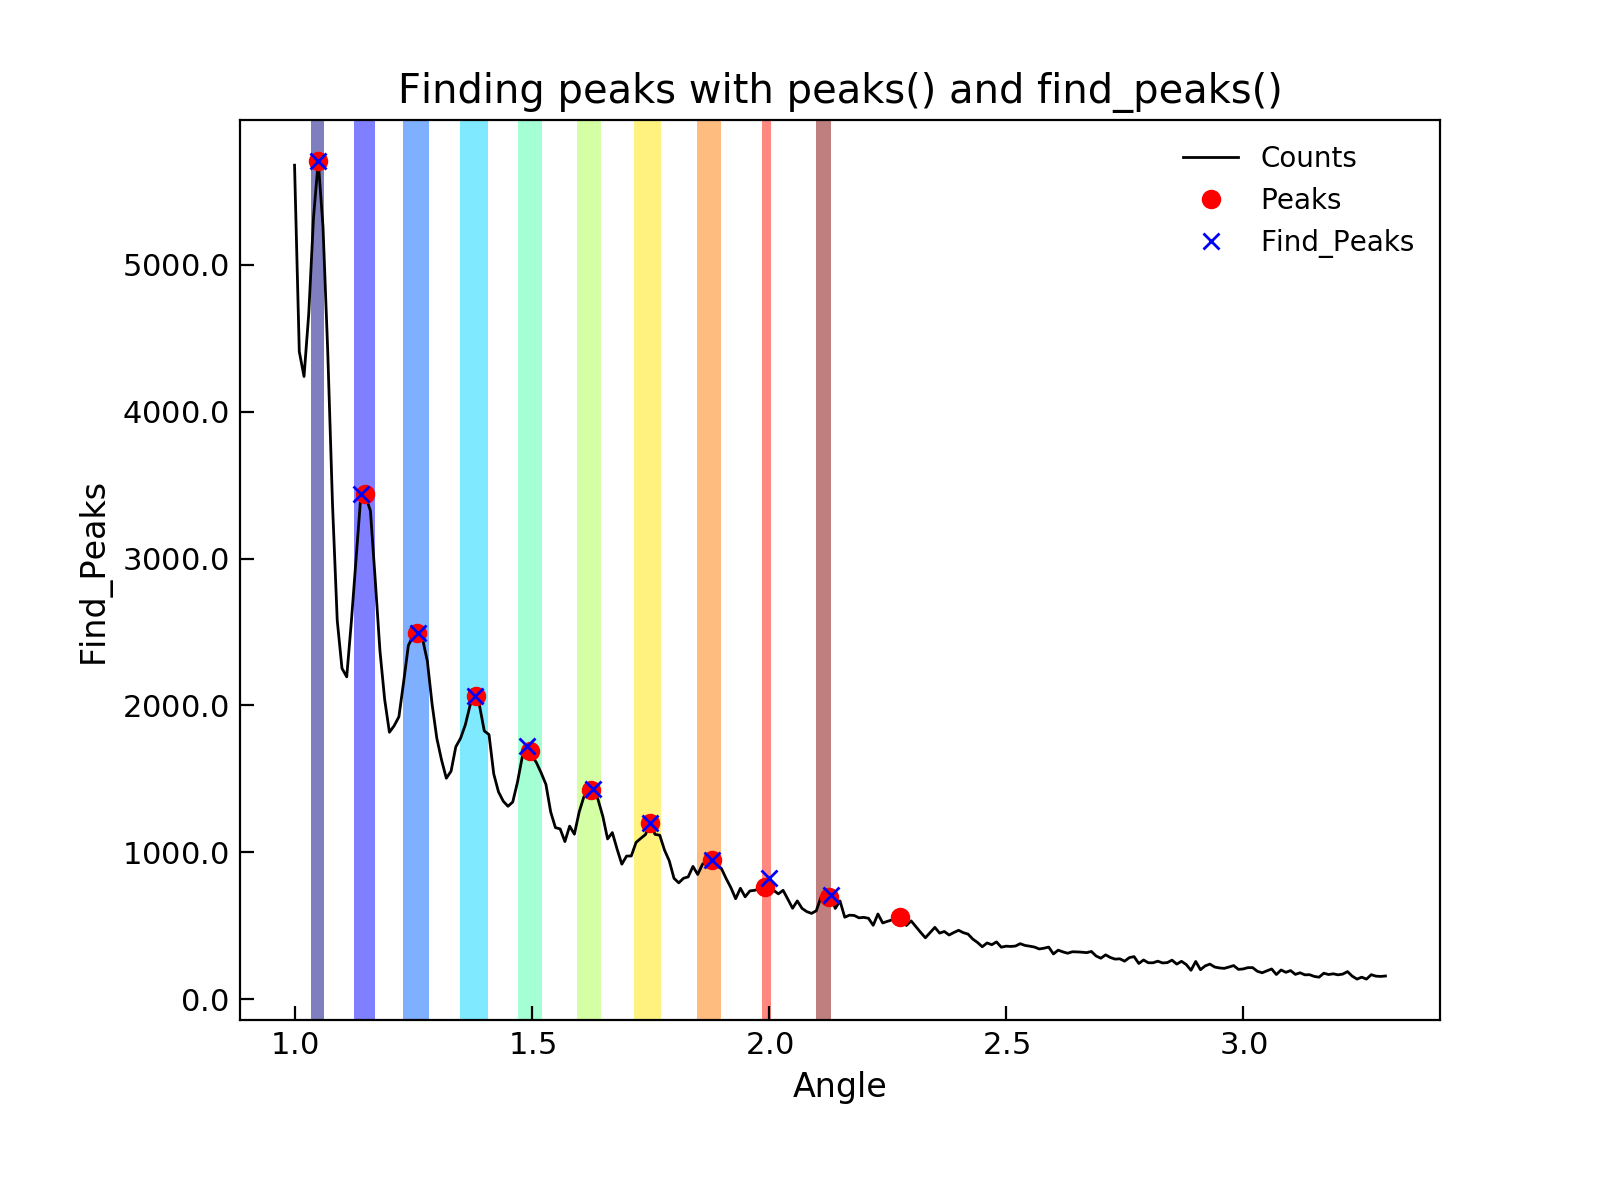 Finding peaks with peaks() and find_peaks()
Counts
Peaks
Find_Peaks
Find_Peaks
5000.0
4000.0
3000.0
2000.0
1000.0
0.0
1.0 1.5 2.0 2.5 3.0
Angle